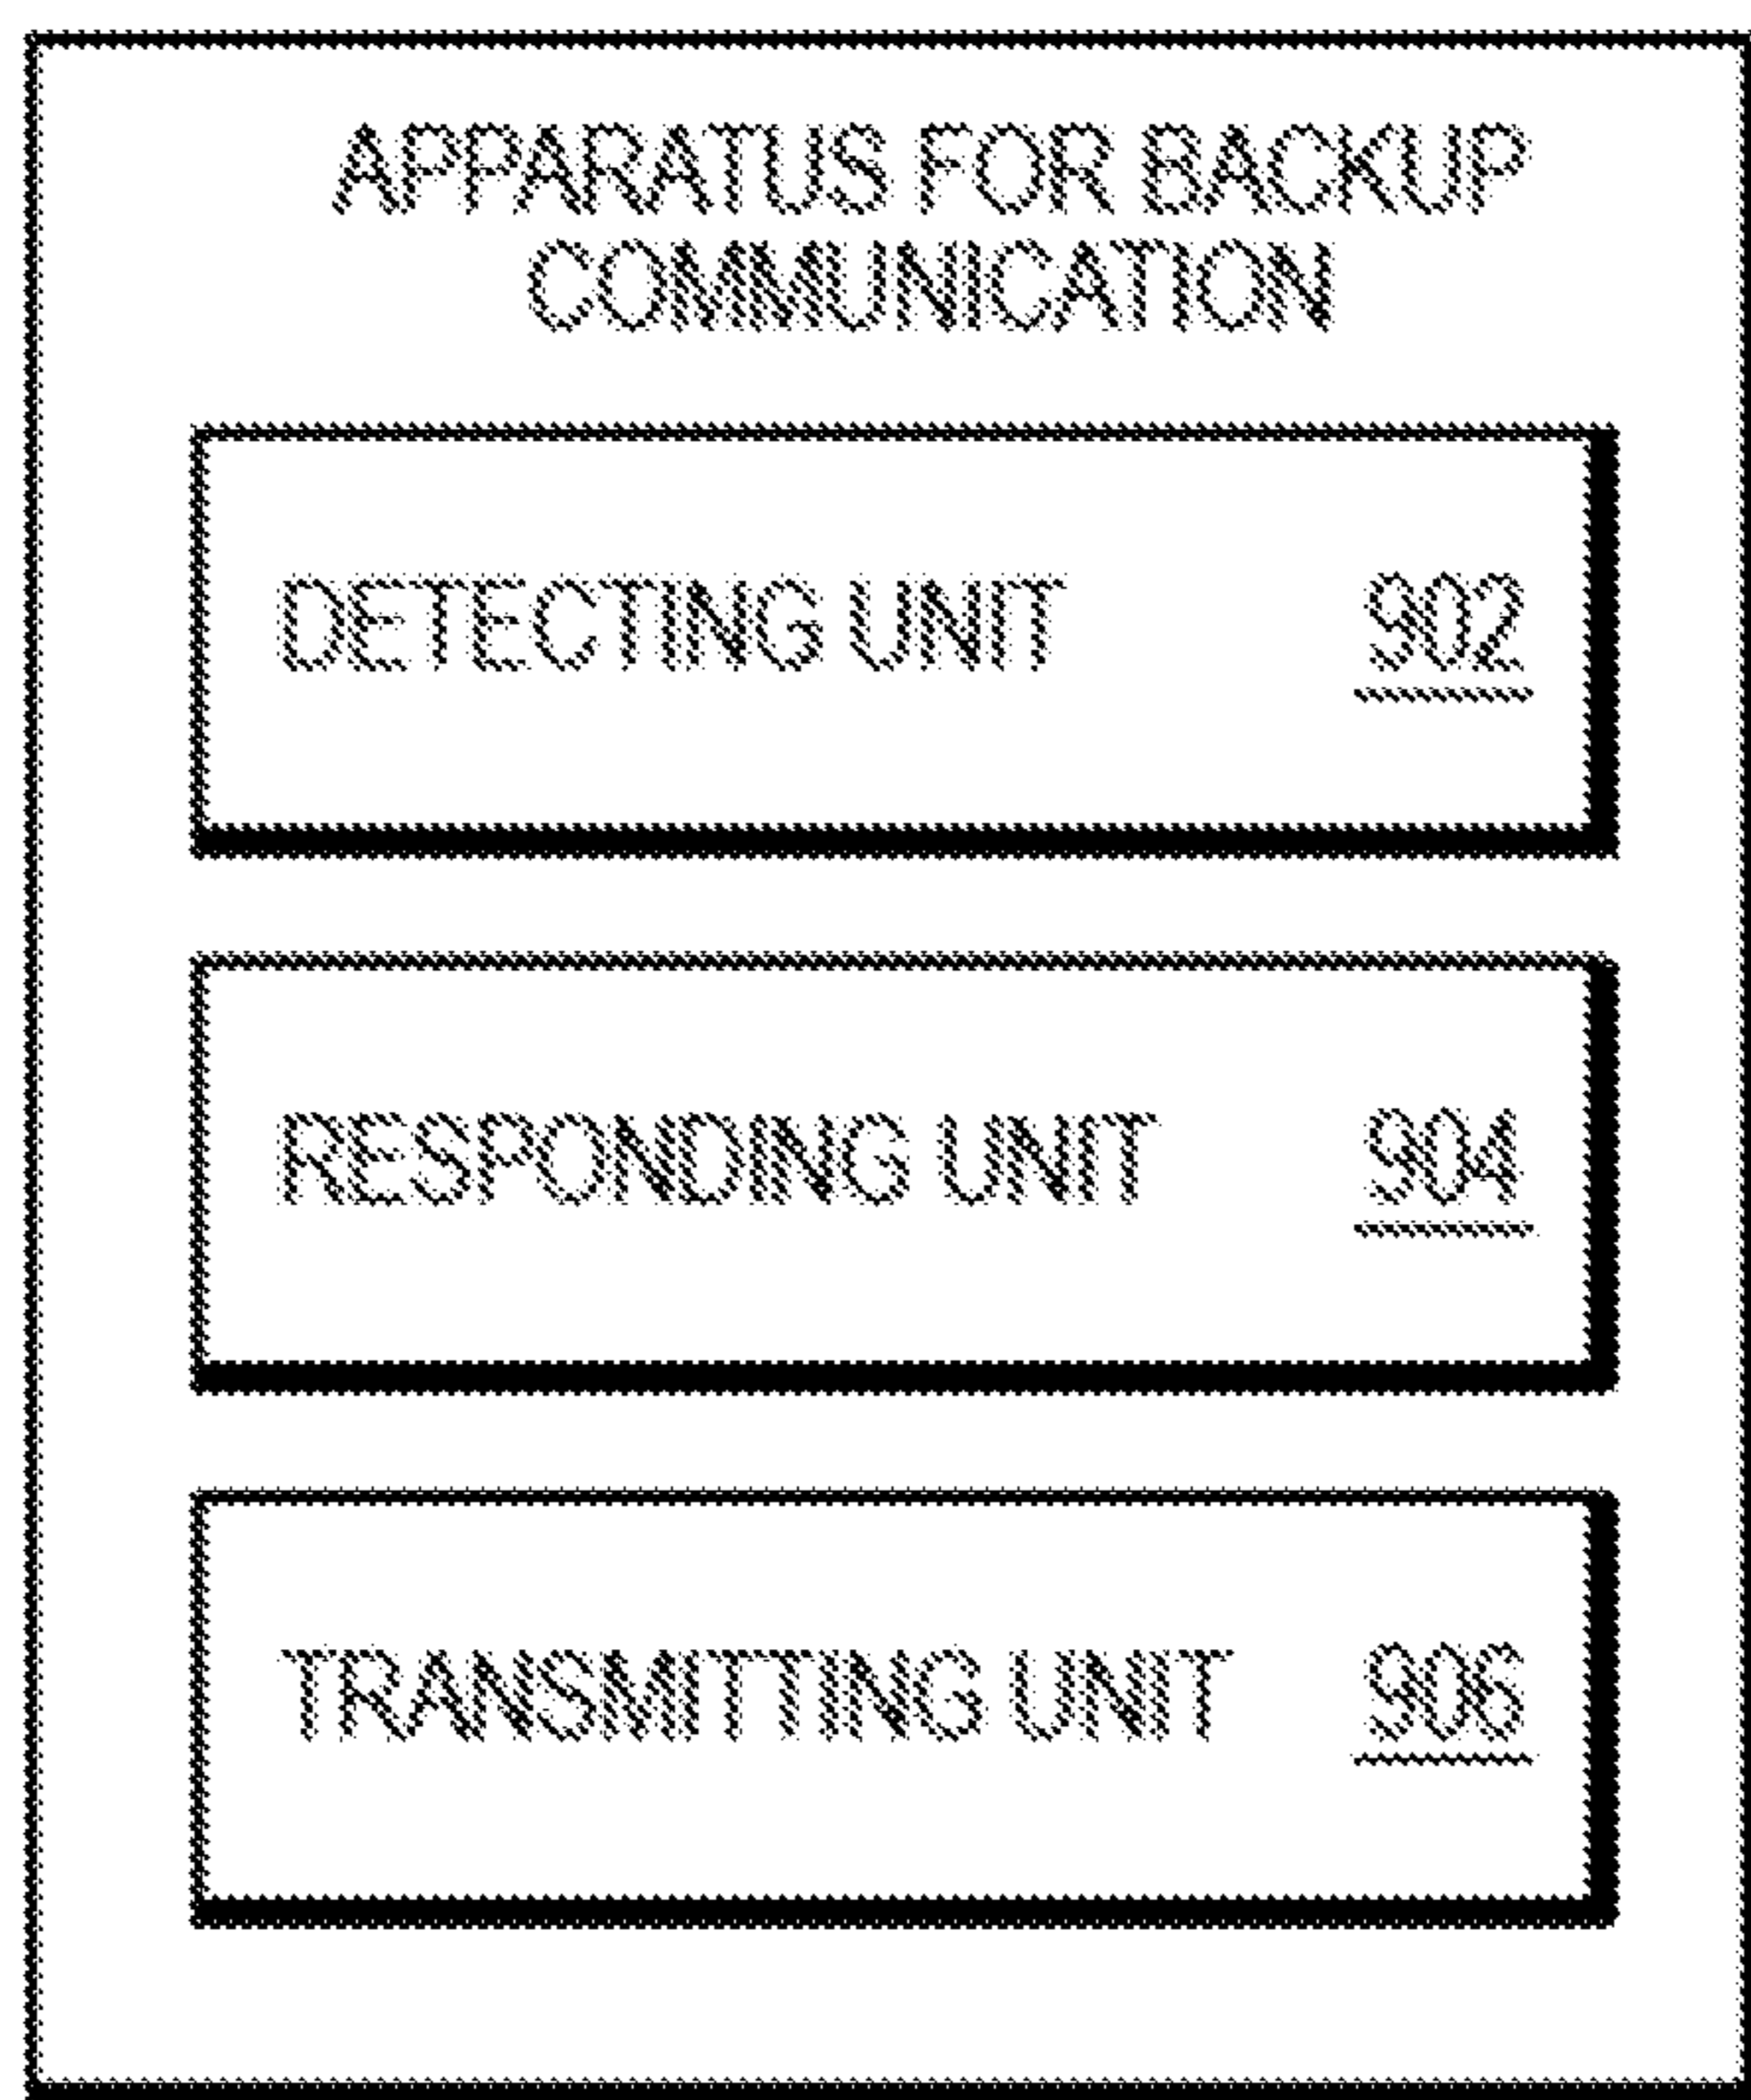 APPARATUS FOR BACKUP
COMMUNICATION
DETECTING UNIT 902
RESPONDING UNIT 904
TRANSMITTING UNIT 906